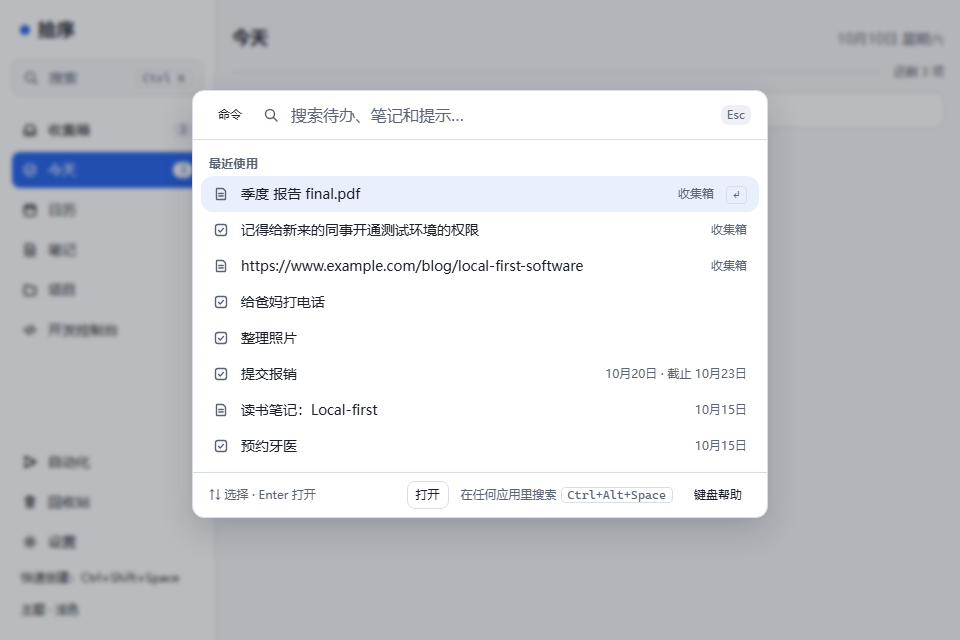 拾序
今天
10月10日 星期六
搜索 Ctrl K
命令 搜索待办、笔记和提示... Esc
收集箱 3
最近使用
今天
季度 报告 final.pdf 收集箱
日历
记得给新来的同事开通测试环境的权限 收集箱
笔记
https://www.example.com/blog/local-first-software 收集箱
项目
给爸妈打电话
开发控制台
整理照片
提交报销 10月20日 · 截止 10月23日
读书笔记：Local-first 10月15日
预约牙医 10月15日
自动化
↑↓ 选择 · Enter 打开 打开 在任何应用里搜索 Ctrl+Alt+Space 键盘帮助
回收站
设置
快速创建：Ctrl+Shift+Space
主题 · 浅色